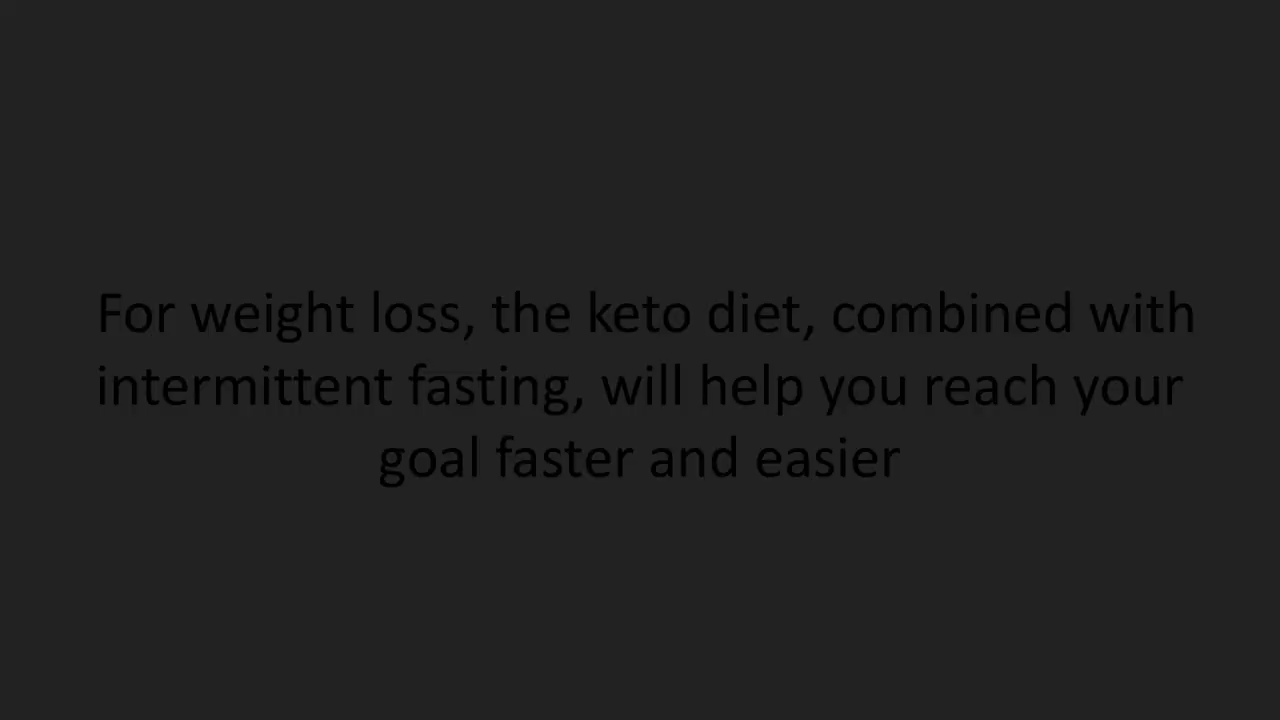 For weight loss, the keto diet, combined with
intermittent fasting, will help you reach your
goal faster and easier